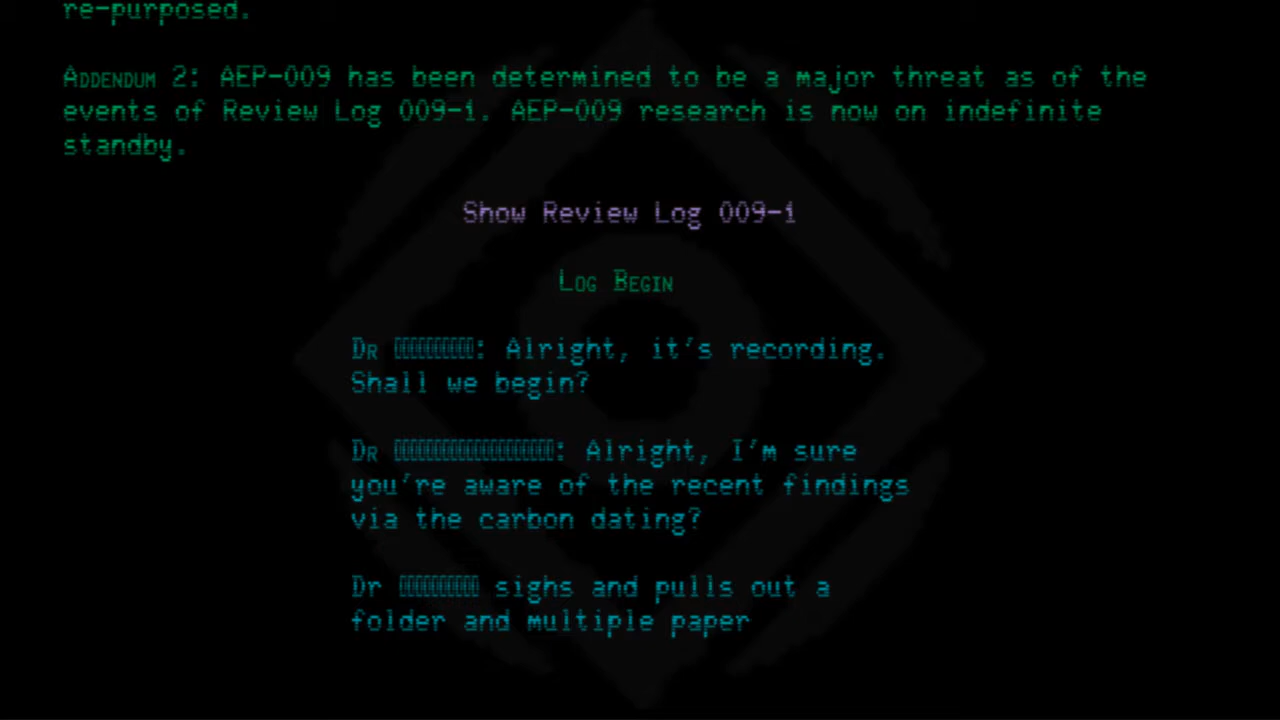 re-purposed.
Addendum 2: AEP-009 has been determined to be a major threat as of the
events of Review Log 009-1. AEP-009 research is now on indefinite
standby.
Show Review Log 009-1
Log Begin
Dr ▯▯▯▯▯▯▯▯▯▯: Alright, it's recording.
Shall we begin?
Dr ▯▯▯▯▯▯▯▯▯▯▯▯▯▯▯▯▯▯▯▯: Alright, I'm sure
you're aware of the recent findings
via the carbon dating?
Dr ▯▯▯▯▯▯▯▯▯▯ sighs and pulls out a
folder and multiple paper